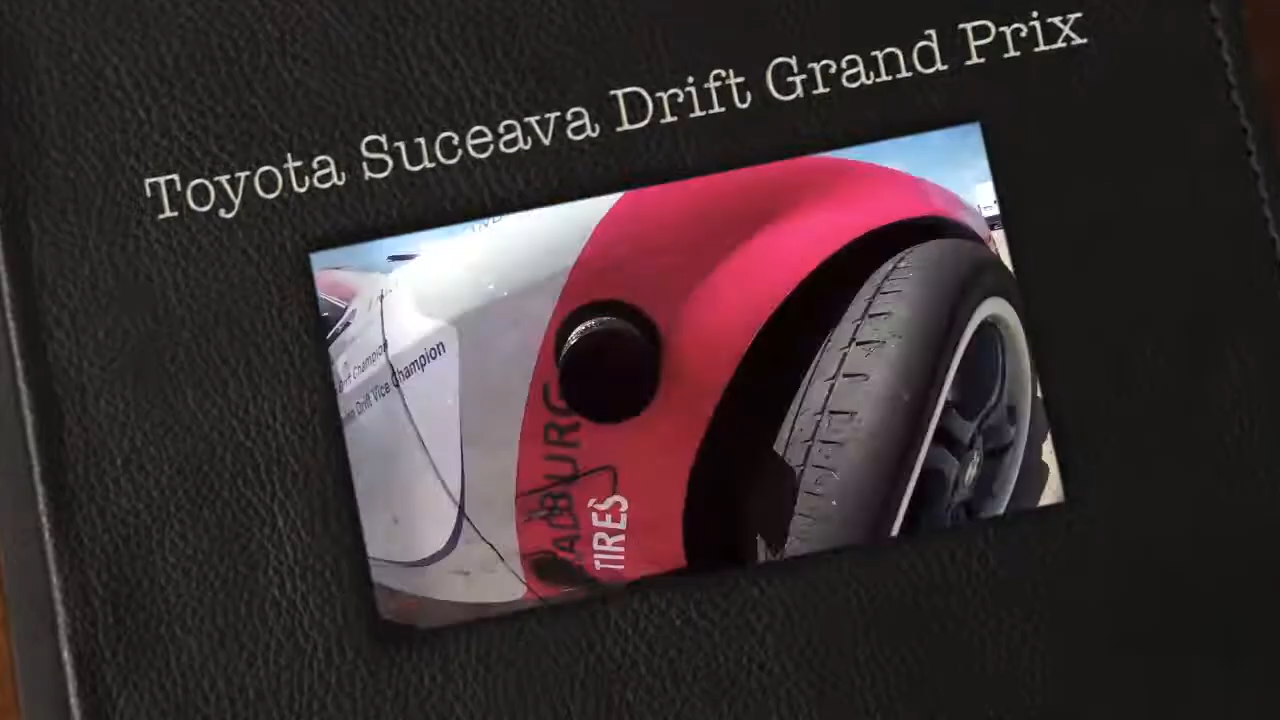 Toyota Suceava Drift Grand Prix
Drift Champion
Drift Vice Champion
TIRES